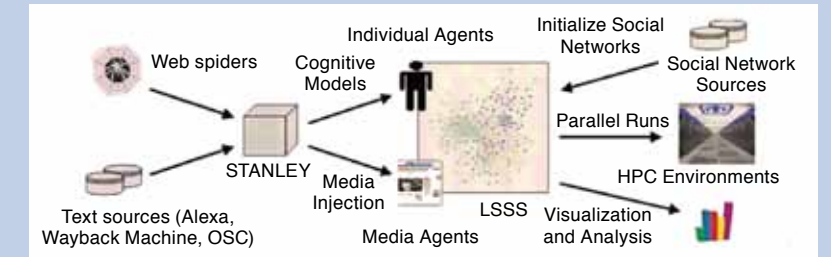 Web spiders
Text sources (Alexa,
Wayback Machine, OSC)
STANLEY
Cognitive
Models
Media
Injection
Individual Agents
Media Agents
LSSS
Initialize Social
Networks
Social Network
Sources
Parallel Runs
HPC Environments
Visualization
and Analysis